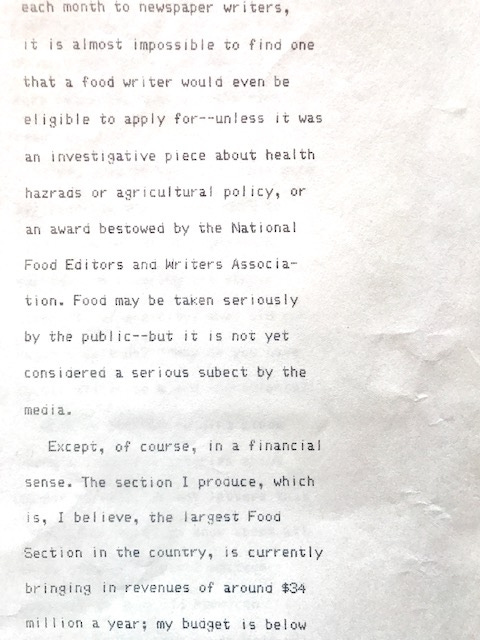 each month to newspaper writers,
it is almost impossible to find one
that a food writer would even be
eligible to apply for--unless it was
an investigative piece about health
hazrads or agricultural policy, or
an award bestowed by the National
Food Editors and Writers Associa-
tion. Food may be taken seriously
by the public--but it is not yet
considered a serious subect by the
media.
Except, of course, in a financial
sense. The section I produce, which
is, I believe, the largest Food
Section in the country, is currently
bringing in revenues of around $34
million a year; my budget is below